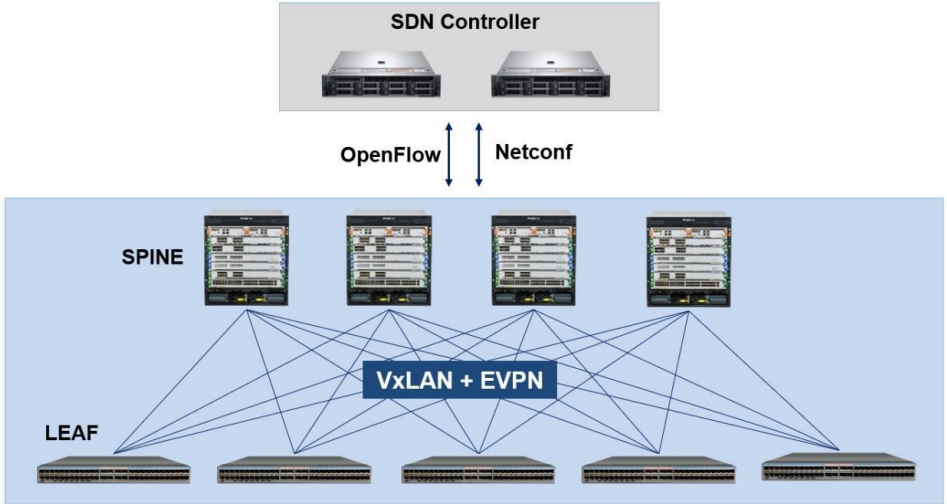 SDN Controller
OpenFlow
Netconf
SPINE
VxLAN + EVPN
LEAF